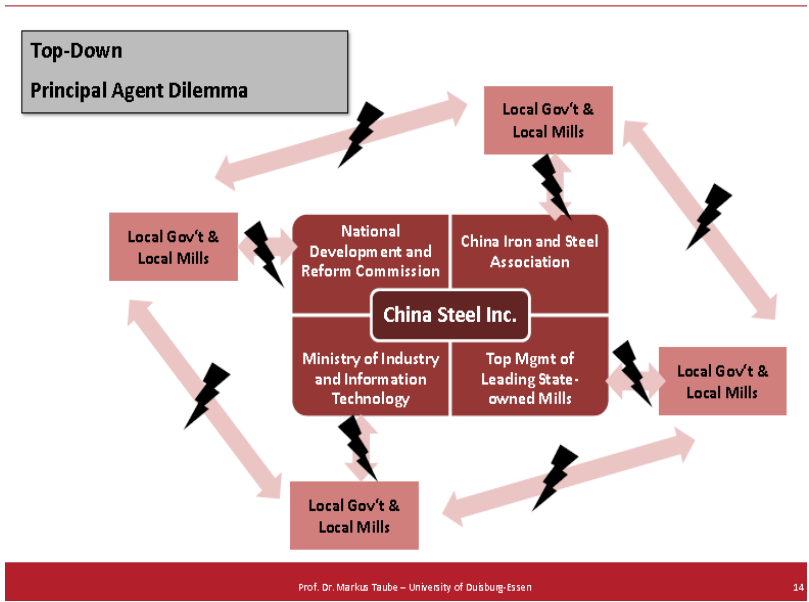 Top-Down
Principal Agent Dilemma
Local Gov't &
Local Mills
Local Gov't &
Local Mills
National
Development and
Reform Commission
China Iron and Steel
Association
China Steel Inc.
Ministry of Industry
and Information
Technology
Top Mgmt of
Leading State-
owned Mills
Local Gov't &
Local Mills
Local Gov't &
Local Mills
Prof. Dr. Markus Taube – University of Duisburg-Essen
14